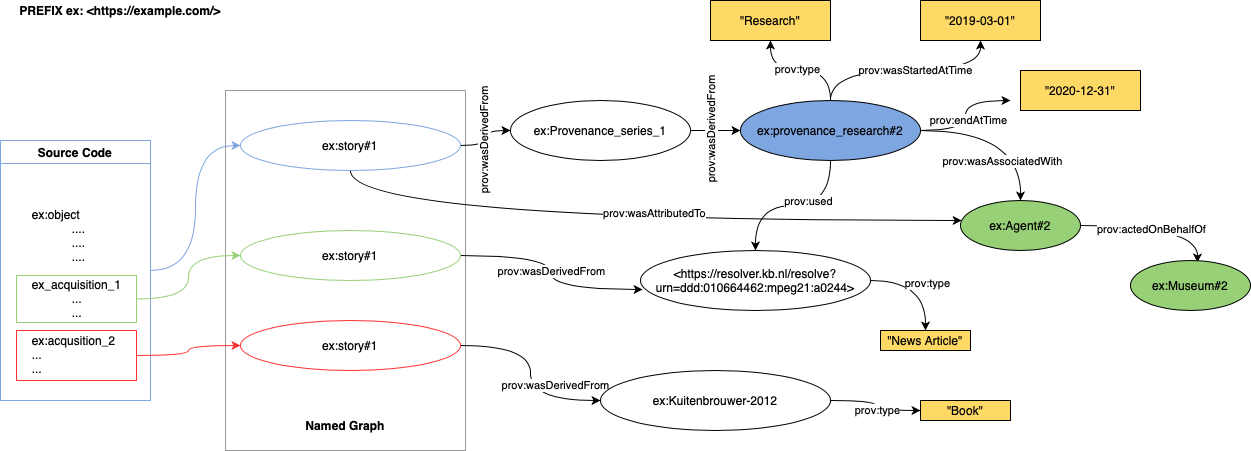 PREFIX ex: <https://example.com/>
"Research"
"2019-03-01"
prov:type
prov:wasStartedAtTime
"2020-12-31"
prov:endAtTime
Source Code
ex:object
....
....
....
ex_acquisition_1
...
...
ex:acqusition_2
...
...
ex:story#1
prov:wasDerivedFrom
ex:Provenance_series_1
prov:wasDerivedFrom
ex:provenance_research#2
prov:wasAssociatedWith
prov:used
prov:wasAttributedTo
ex:Agent#2
prov:actedOnBehalfOf
ex:Museum#2
ex:story#1
prov:wasDerivedFrom
<https://resolver.kb.nl/resolve?
urn=ddd:010664462:mpeg21:a0244>
prov:type
"News Article"
ex:story#1
prov:wasDerivedFrom
ex:Kuitenbrouwer-2012
prov:type
"Book"
Named Graph